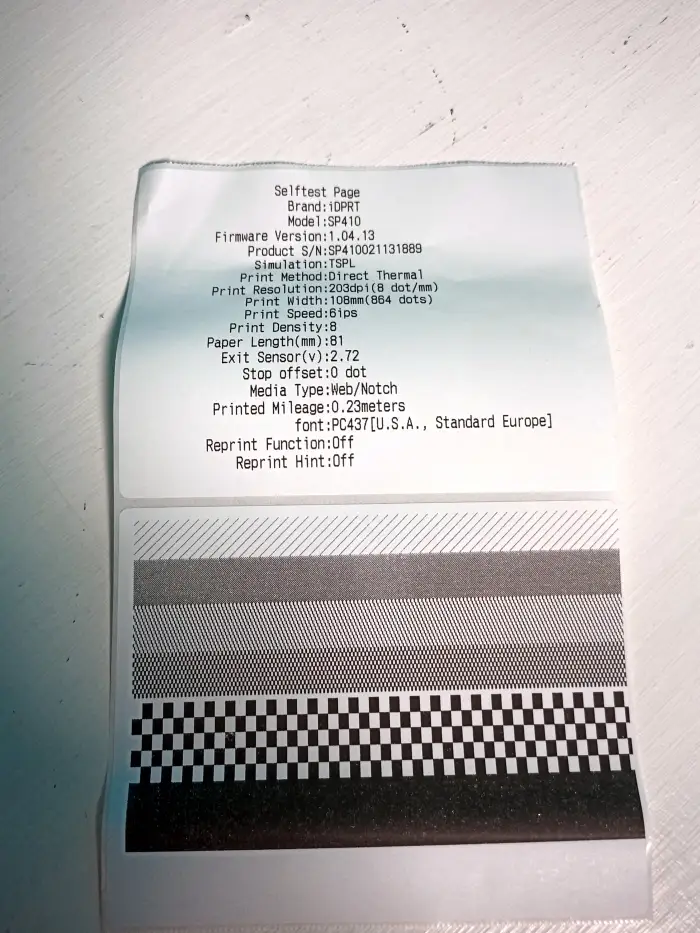 Selftest Page
Brand:iDPRT
Model:SP410
Firmware Version:1.04.13
Product S/N:SP410021131889
Simulation:TSPL
Print Method:Direct Thermal
Print Resolution:203dpi(8 dot/mm)
Print Width:108mm(864 dots)
Print Speed:6ips
Print Density:8
Paper Length(mm):81
Exit Sensor(v):2.72
Stop offset:0 dot
Media Type:Web/Notch
Printed Mileage:0.23meters
font:PC437[U.S.A., Standard Europe]
Reprint Function:Off
Reprint Hint:Off